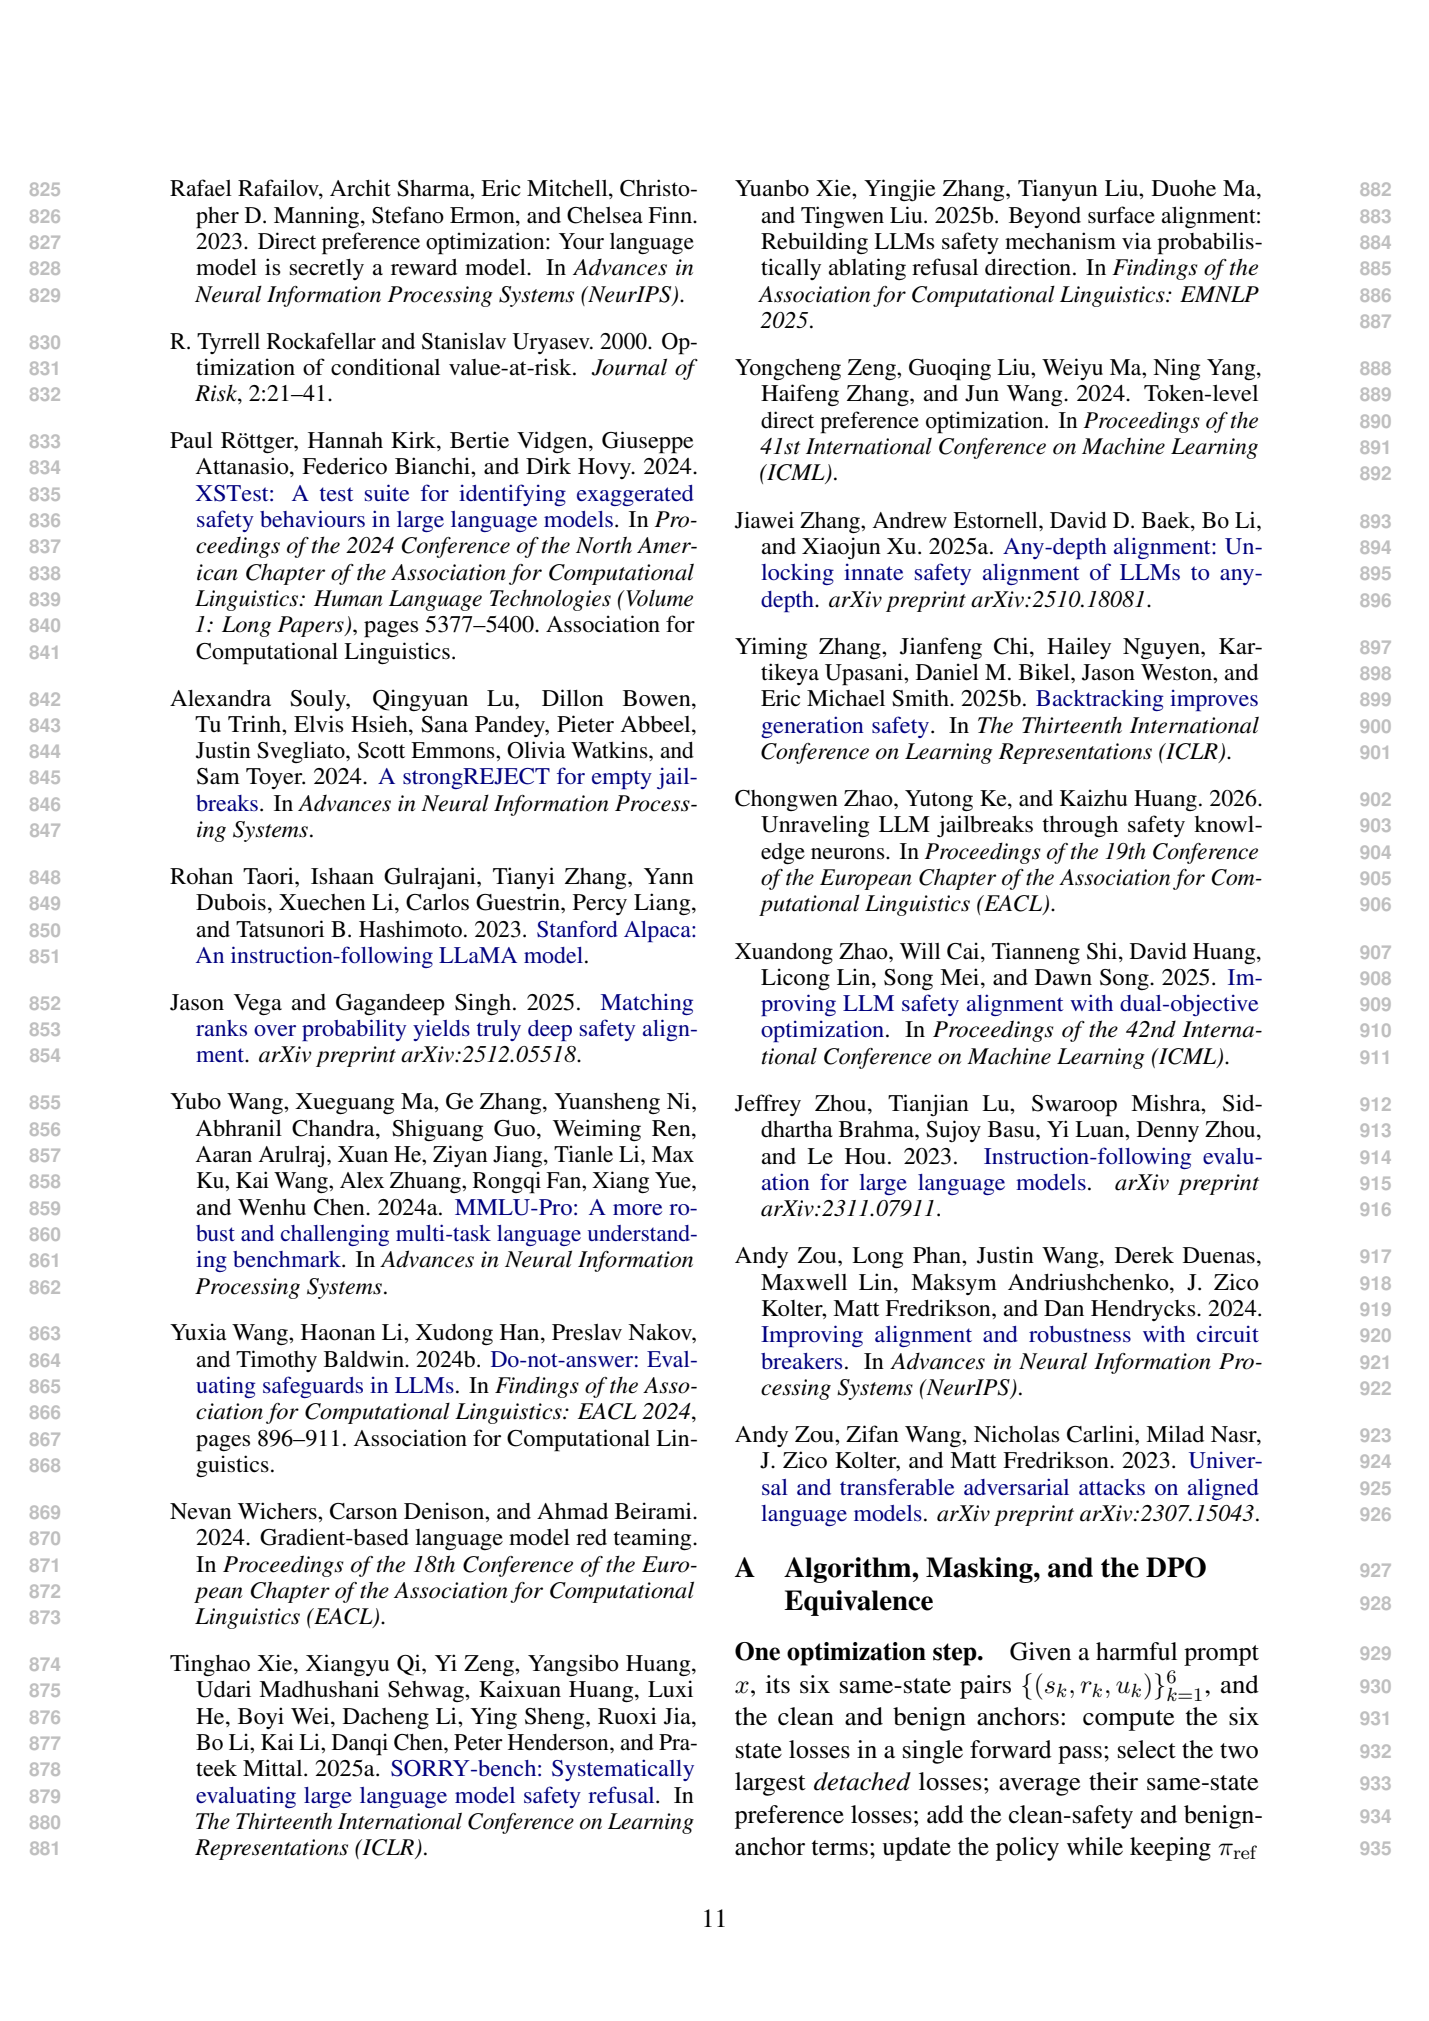 825 Rafael Rafailov, Archit Sharma, Eric Mitchell, Christo-
826 pher D. Manning, Stefano Ermon, and Chelsea Finn.
827 2023. Direct preference optimization: Your language
828 model is secretly a reward model. In Advances in
829 Neural Information Processing Systems (NeurIPS).
830 R. Tyrrell Rockafellar and Stanislav Uryasev. 2000. Op-
831 timization of conditional value-at-risk. Journal of
832 Risk, 2:21–41.
833 Paul Röttger, Hannah Kirk, Bertie Vidgen, Giuseppe
834 Attanasio, Federico Bianchi, and Dirk Hovy. 2024.
835 XSTest: A test suite for identifying exaggerated
836 safety behaviours in large language models. In Pro-
837 ceedings of the 2024 Conference of the North Amer-
838 ican Chapter of the Association for Computational
839 Linguistics: Human Language Technologies (Volume
840 1: Long Papers), pages 5377–5400. Association for
841 Computational Linguistics.
842 Alexandra Souly, Qingyuan Lu, Dillon Bowen,
843 Tu Trinh, Elvis Hsieh, Sana Pandey, Pieter Abbeel,
844 Justin Svegliato, Scott Emmons, Olivia Watkins, and
845 Sam Toyer. 2024. A strongREJECT for empty jail-
846 breaks. In Advances in Neural Information Process-
847 ing Systems.
848 Rohan Taori, Ishaan Gulrajani, Tianyi Zhang, Yann
849 Dubois, Xuechen Li, Carlos Guestrin, Percy Liang,
850 and Tatsunori B. Hashimoto. 2023. Stanford Alpaca:
851 An instruction-following LLaMA model.
852 Jason Vega and Gagandeep Singh. 2025. Matching
853 ranks over probability yields truly deep safety align-
854 ment. arXiv preprint arXiv:2512.05518.
855 Yubo Wang, Xueguang Ma, Ge Zhang, Yuansheng Ni,
856 Abhranil Chandra, Shiguang Guo, Weiming Ren,
857 Aaran Arulraj, Xuan He, Ziyan Jiang, Tianle Li, Max
858 Ku, Kai Wang, Alex Zhuang, Rongqi Fan, Xiang Yue,
859 and Wenhu Chen. 2024a. MMLU-Pro: A more ro-
860 bust and challenging multi-task language understand-
861 ing benchmark. In Advances in Neural Information
862 Processing Systems.
863 Yuxia Wang, Haonan Li, Xudong Han, Preslav Nakov,
864 and Timothy Baldwin. 2024b. Do-not-answer: Eval-
865 uating safeguards in LLMs. In Findings of the Asso-
866 ciation for Computational Linguistics: EACL 2024,
867 pages 896–911. Association for Computational Lin-
868 guistics.
869 Nevan Wichers, Carson Denison, and Ahmad Beirami.
870 2024. Gradient-based language model red teaming.
871 In Proceedings of the 18th Conference of the Euro-
872 pean Chapter of the Association for Computational
873 Linguistics (EACL).
874 Tinghao Xie, Xiangyu Qi, Yi Zeng, Yangsibo Huang,
875 Udari Madhushani Sehwag, Kaixuan Huang, Luxi
876 He, Boyi Wei, Dacheng Li, Ying Sheng, Ruoxi Jia,
877 Bo Li, Kai Li, Danqi Chen, Peter Henderson, and Pra-
878 teek Mittal. 2025a. SORRY-bench: Systematically
879 evaluating large language model safety refusal. In
880 The Thirteenth International Conference on Learning
881 Representations (ICLR).
Yuanbo Xie, Yingjie Zhang, Tianyun Liu, Duohe Ma, 882
and Tingwen Liu. 2025b. Beyond surface alignment: 883
Rebuilding LLMs safety mechanism via probabilis- 884
tically ablating refusal direction. In Findings of the 885
Association for Computational Linguistics: EMNLP 886
2025. 887
Yongcheng Zeng, Guoqing Liu, Weiyu Ma, Ning Yang, 888
Haifeng Zhang, and Jun Wang. 2024. Token-level 889
direct preference optimization. In Proceedings of the 890
41st International Conference on Machine Learning 891
(ICML). 892
Jiawei Zhang, Andrew Estornell, David D. Baek, Bo Li, 893
and Xiaojun Xu. 2025a. Any-depth alignment: Un- 894
locking innate safety alignment of LLMs to any- 895
depth. arXiv preprint arXiv:2510.18081. 896
Yiming Zhang, Jianfeng Chi, Hailey Nguyen, Kar- 897
tikeya Upasani, Daniel M. Bikel, Jason Weston, and 898
Eric Michael Smith. 2025b. Backtracking improves 899
generation safety. In The Thirteenth International 900
Conference on Learning Representations (ICLR). 901
Chongwen Zhao, Yutong Ke, and Kaizhu Huang. 2026. 902
Unraveling LLM jailbreaks through safety knowl- 903
edge neurons. In Proceedings of the 19th Conference 904
of the European Chapter of the Association for Com- 905
putational Linguistics (EACL). 906
Xuandong Zhao, Will Cai, Tianneng Shi, David Huang, 907
Licong Lin, Song Mei, and Dawn Song. 2025. Im- 908
proving LLM safety alignment with dual-objective 909
optimization. In Proceedings of the 42nd Interna- 910
tional Conference on Machine Learning (ICML). 911
Jeffrey Zhou, Tianjian Lu, Swaroop Mishra, Sid- 912
dhartha Brahma, Sujoy Basu, Yi Luan, Denny Zhou, 913
and Le Hou. 2023. Instruction-following evalu- 914
ation for large language models. arXiv preprint 915
arXiv:2311.07911. 916
Andy Zou, Long Phan, Justin Wang, Derek Duenas, 917
Maxwell Lin, Maksym Andriushchenko, J. Zico 918
Kolter, Matt Fredrikson, and Dan Hendrycks. 2024. 919
Improving alignment and robustness with circuit 920
breakers. In Advances in Neural Information Pro- 921
cessing Systems (NeurIPS). 922
Andy Zou, Zifan Wang, Nicholas Carlini, Milad Nasr, 923
J. Zico Kolter, and Matt Fredrikson. 2023. Univer- 924
sal and transferable adversarial attacks on aligned 925
language models. arXiv preprint arXiv:2307.15043. 926
A Algorithm, Masking, and the DPO 927
Equivalence 928
One optimization step. Given a harmful prompt 929
x, its six same-state pairs {(s_k, r_k, u_k)}_{k=1}^6, and 930
the clean and benign anchors: compute the six 931
state losses in a single forward pass; select the two 932
largest detached losses; average their same-state 933
preference losses; add the clean-safety and benign- 934
anchor terms; update the policy while keeping π_ref 935
11